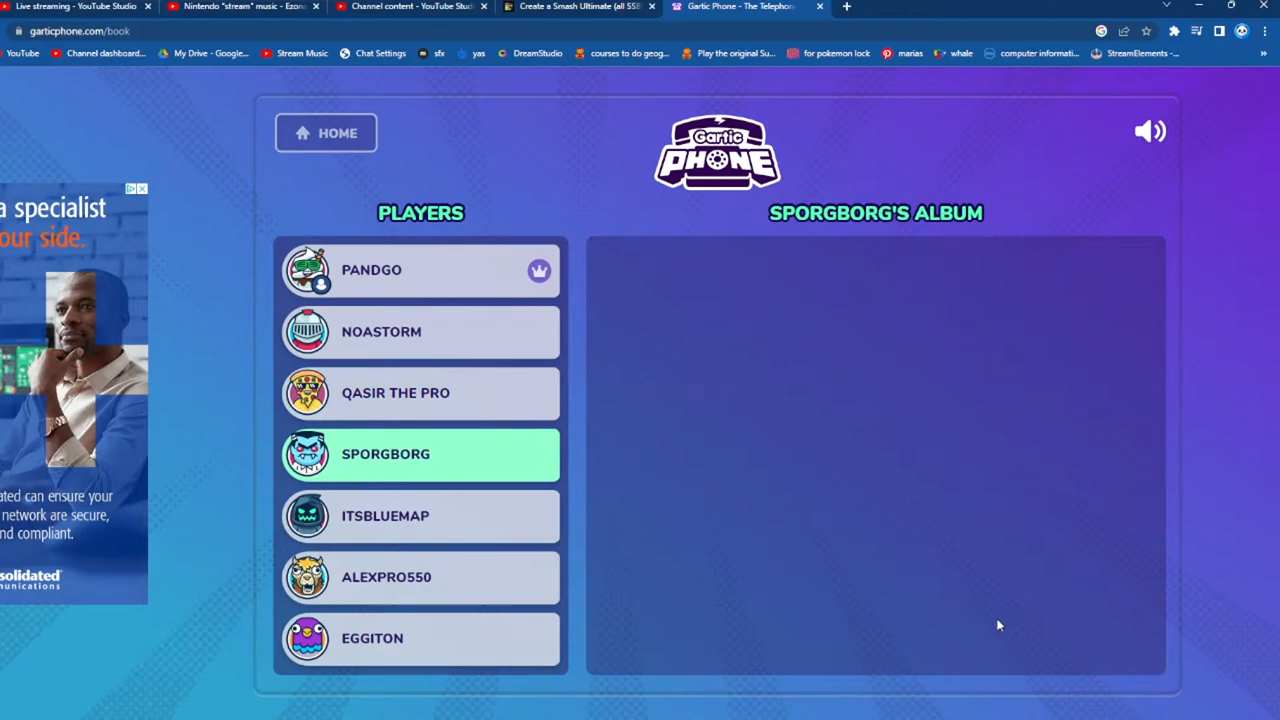 Live streaming - YouTube Studio
Nintendo "stream" music - Ezona
Channel content - YouTube Studi
Create a Smash Ultimate (all SSB
Gartic Phone - The Telephon
garticphone.com/book
YouTube
Channel dashboard...
My Drive - Google...
Stream Music
Chat Settings
sfx
yas
DreamStudio
courses to do geog...
Play the original Su...
for pokemon lock
marias
whale
computer informati...
StreamElements -...
HOME
Gartic
PHONE
PLAYERS
SPORGBORG'S ALBUM
PANDGO
NOASTORM
QASIR THE PRO
SPORGBORG
ITSBLUEMAP
ALEXPRO550
EGGITON
a specialist
our side.
ated can ensure your
network are secure,
nd compliant.
solidated
munications